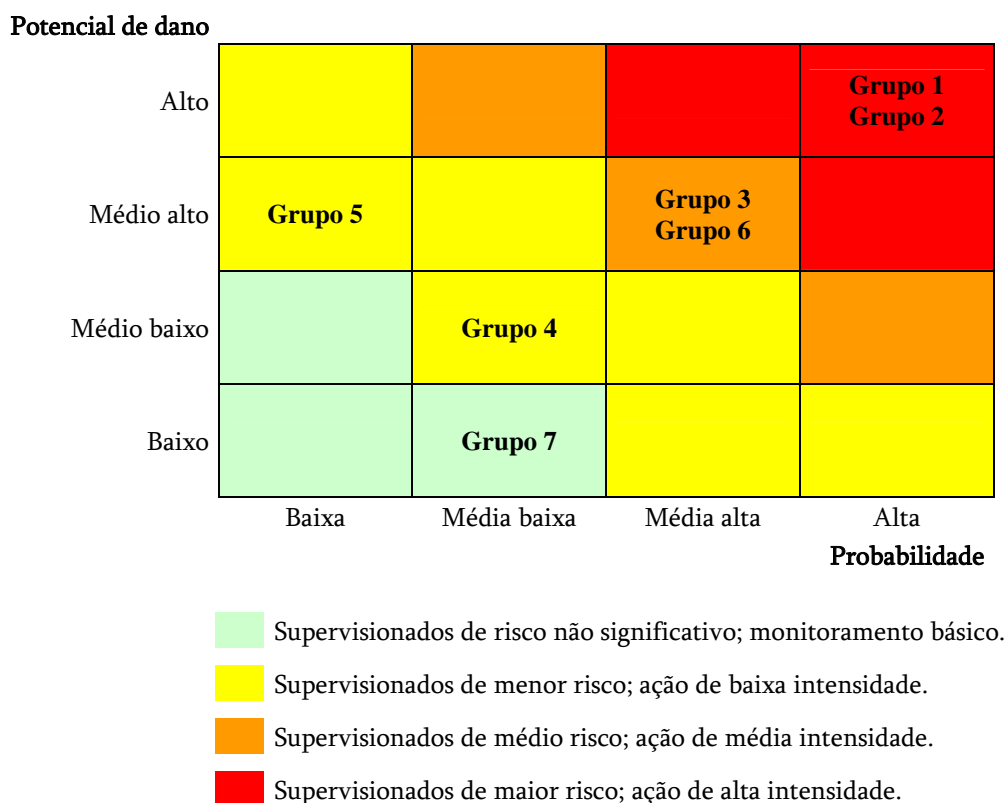 Potencial de dano
Alto
Grupo 1
Grupo 2
Médio alto
Grupo 5
Grupo 3
Grupo 6
Médio baixo
Grupo 4
Baixo
Grupo 7
Baixa
Média baixa
Média alta
Alta
Probabilidade
Supervisionados de risco não significativo; monitoramento básico.
Supervisionados de menor risco; ação de baixa intensidade.
Supervisionados de médio risco; ação de média intensidade.
Supervisionados de maior risco; ação de alta intensidade.